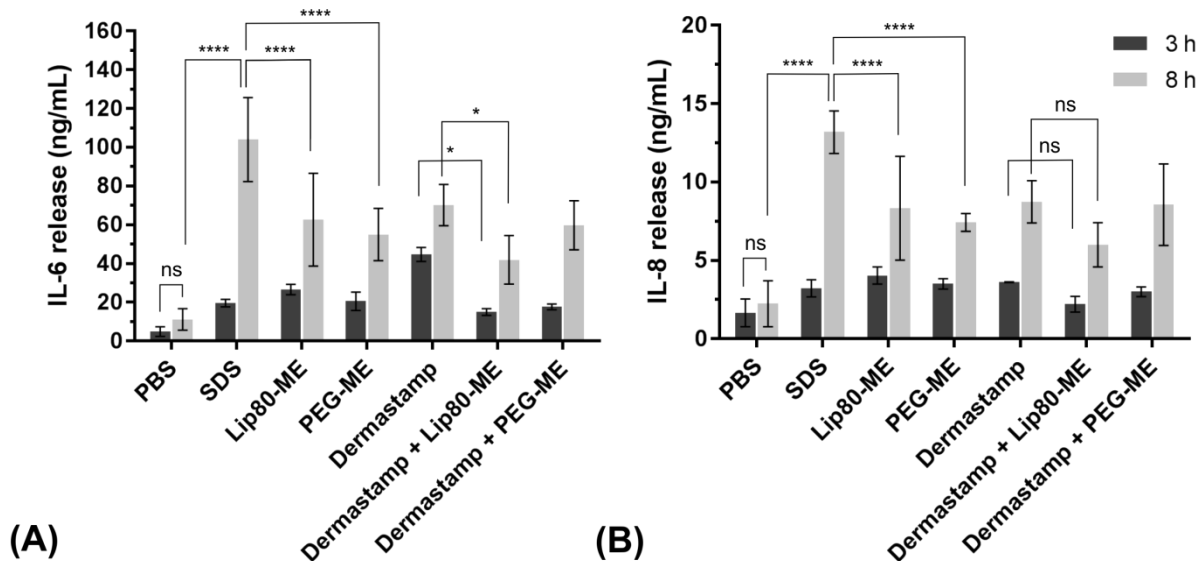 IL-6 release (ng/mL)
160
140
120
100
80
60
40
20
0
****
****
****
*
*
ns
PBS
SDS
Lip80-ME
PEG-ME
Dermastamp
Dermastamp + Lip80-ME
Dermastamp + PEG-ME
(A)
IL-8 release (ng/mL)
20
15
10
5
0
****
****
****
ns
ns
ns
3 h
8 h
PBS
SDS
Lip80-ME
PEG-ME
Dermastamp
Dermastamp + Lip80-ME
Dermastamp + PEG-ME
(B)